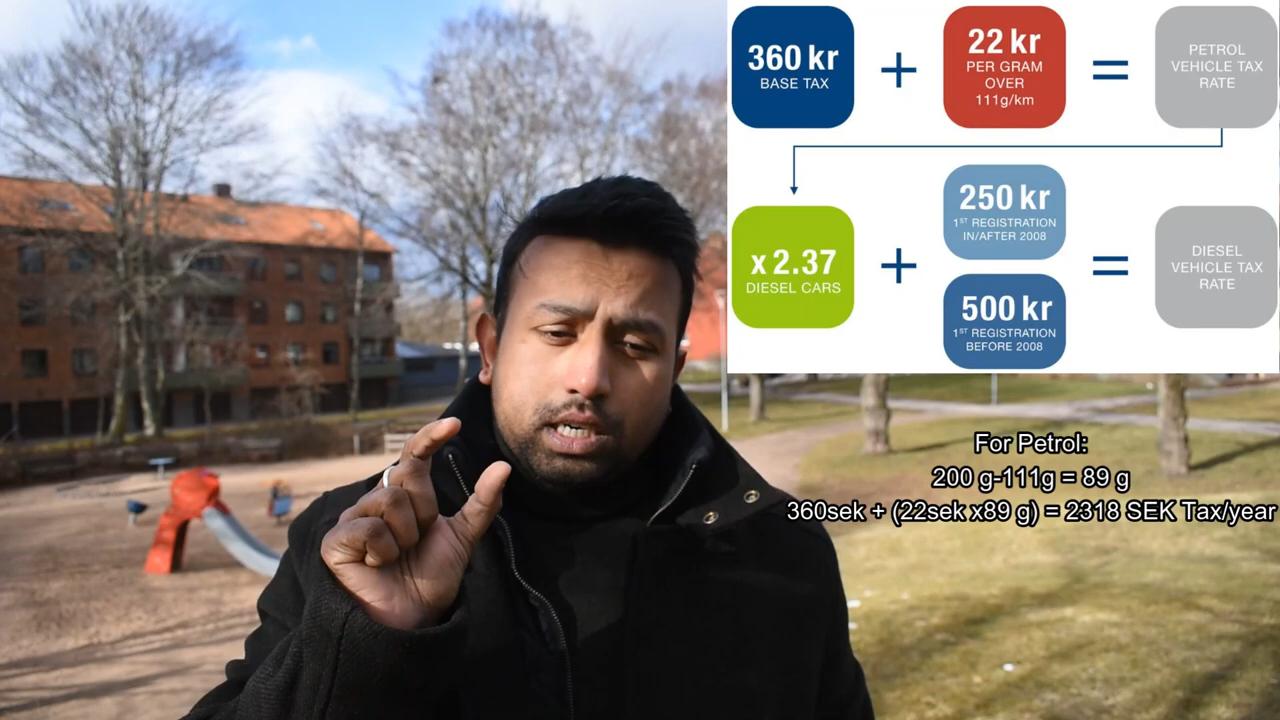 360 kr
BASE TAX
+
22 kr
PER GRAM
OVER
111g/km
=
PETROL
VEHICLE TAX
RATE
x 2.37
DIESEL CARS
+
250 kr
1ST REGISTRATION
IN/AFTER 2008
500 kr
1ST REGISTRATION
BEFORE 2008
=
DIESEL
VEHICLE TAX
RATE
For Petrol:
200 g-111g = 89 g
360sek + (22sek x89 g) = 2318 SEK Tax/year